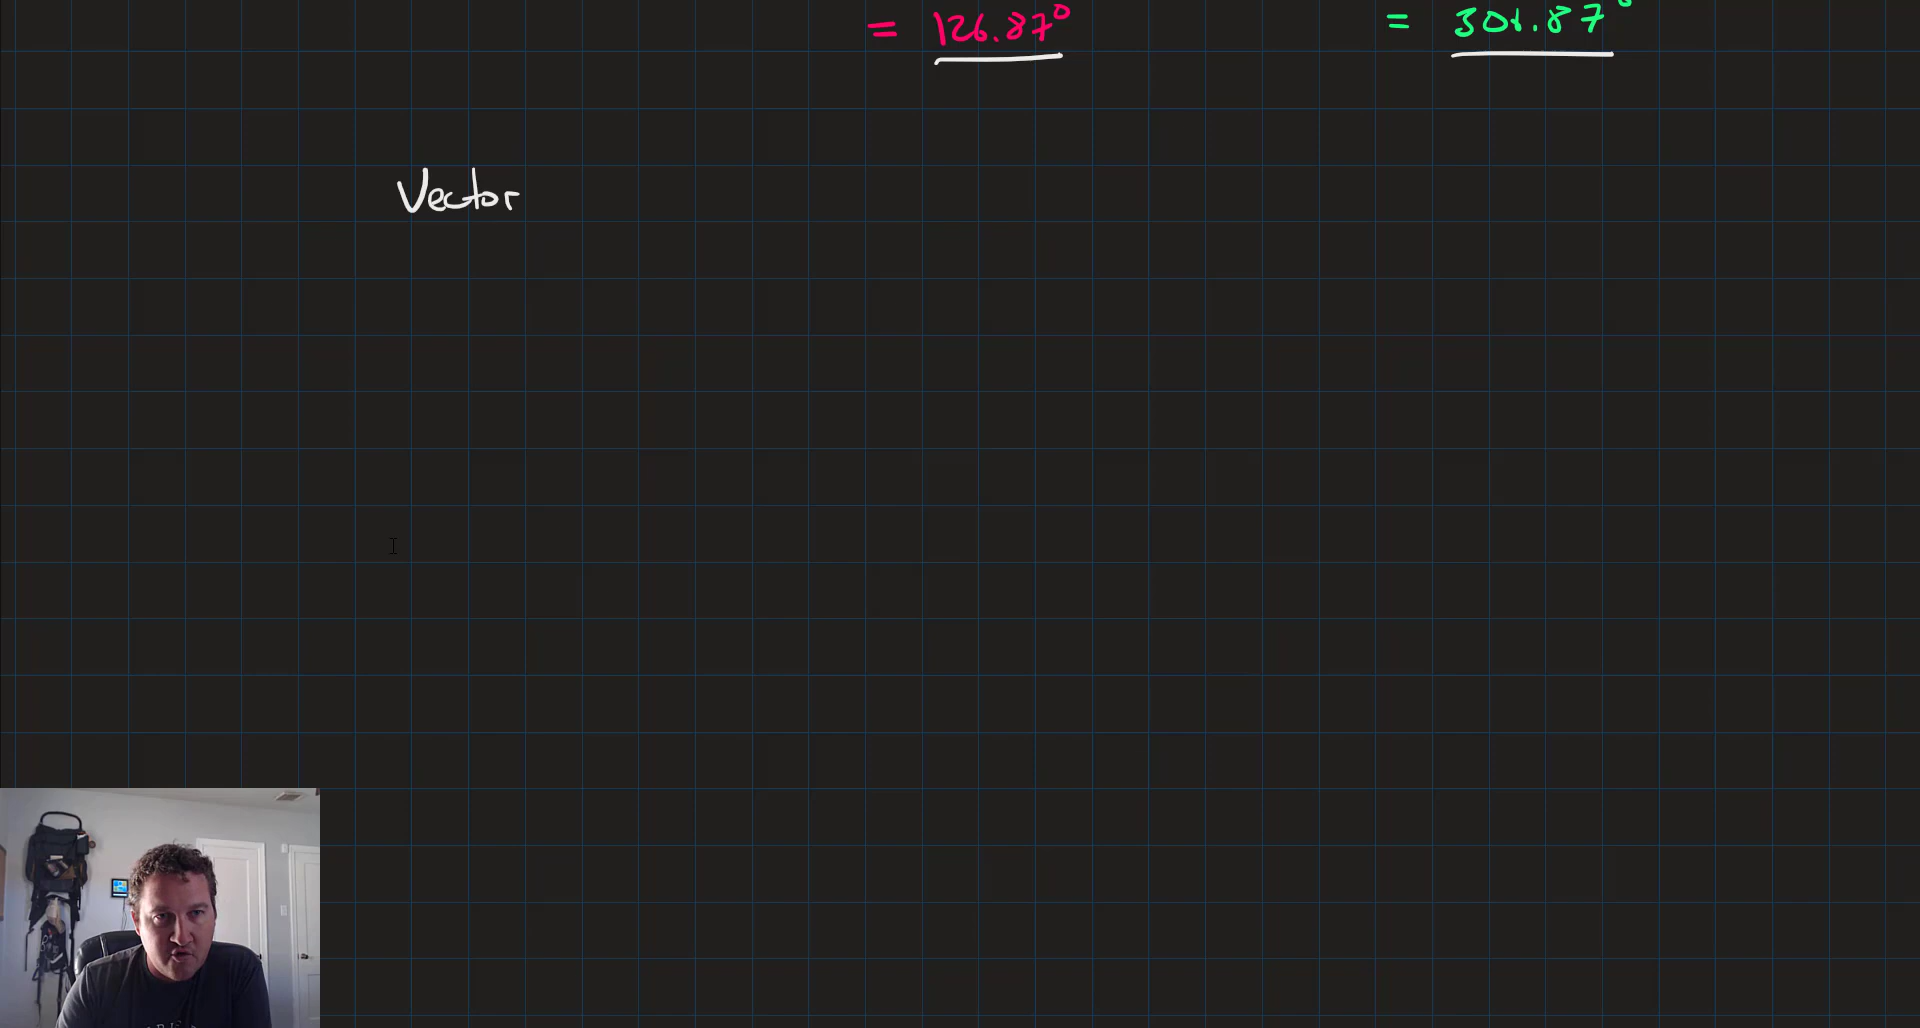 = 126.87°
= 301.87°
Vector